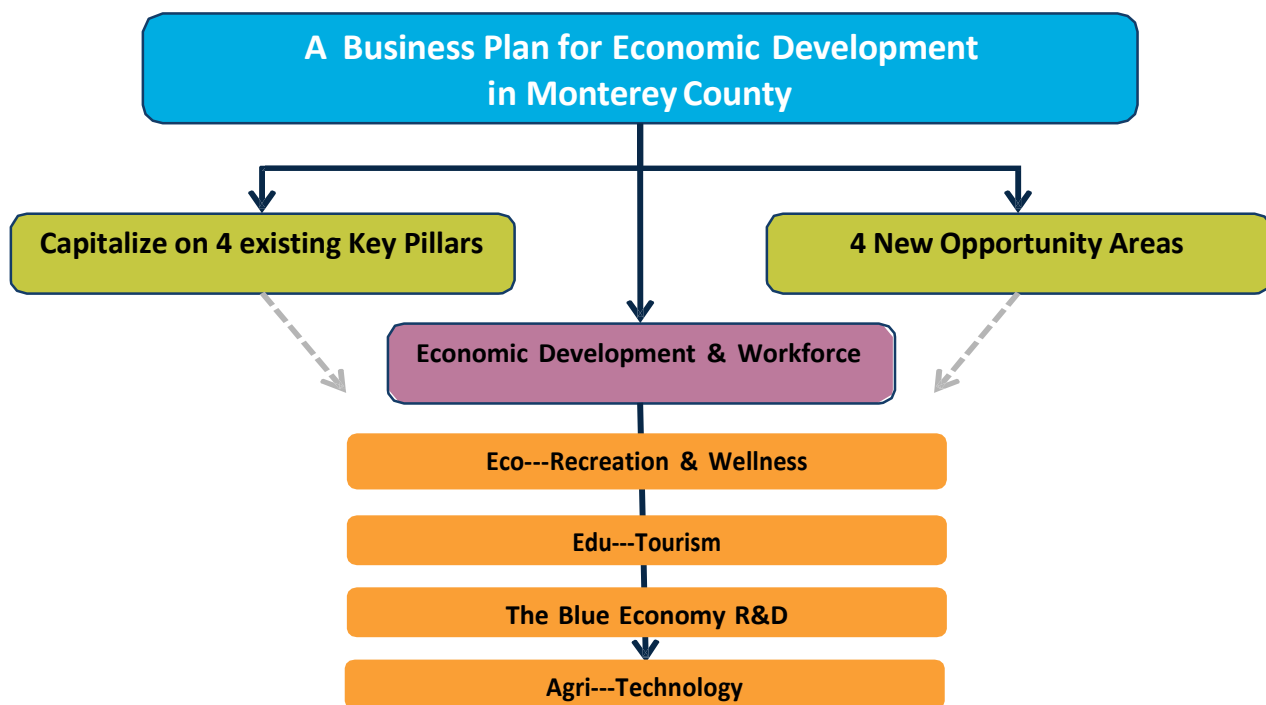 A Business Plan for Economic Development
in Monterey County
Capitalize on 4 existing Key Pillars
4 New Opportunity Areas
Economic Development & Workforce
Eco---Recreation & Wellness
Edu---Tourism
The Blue Economy R&D
Agri---Technology